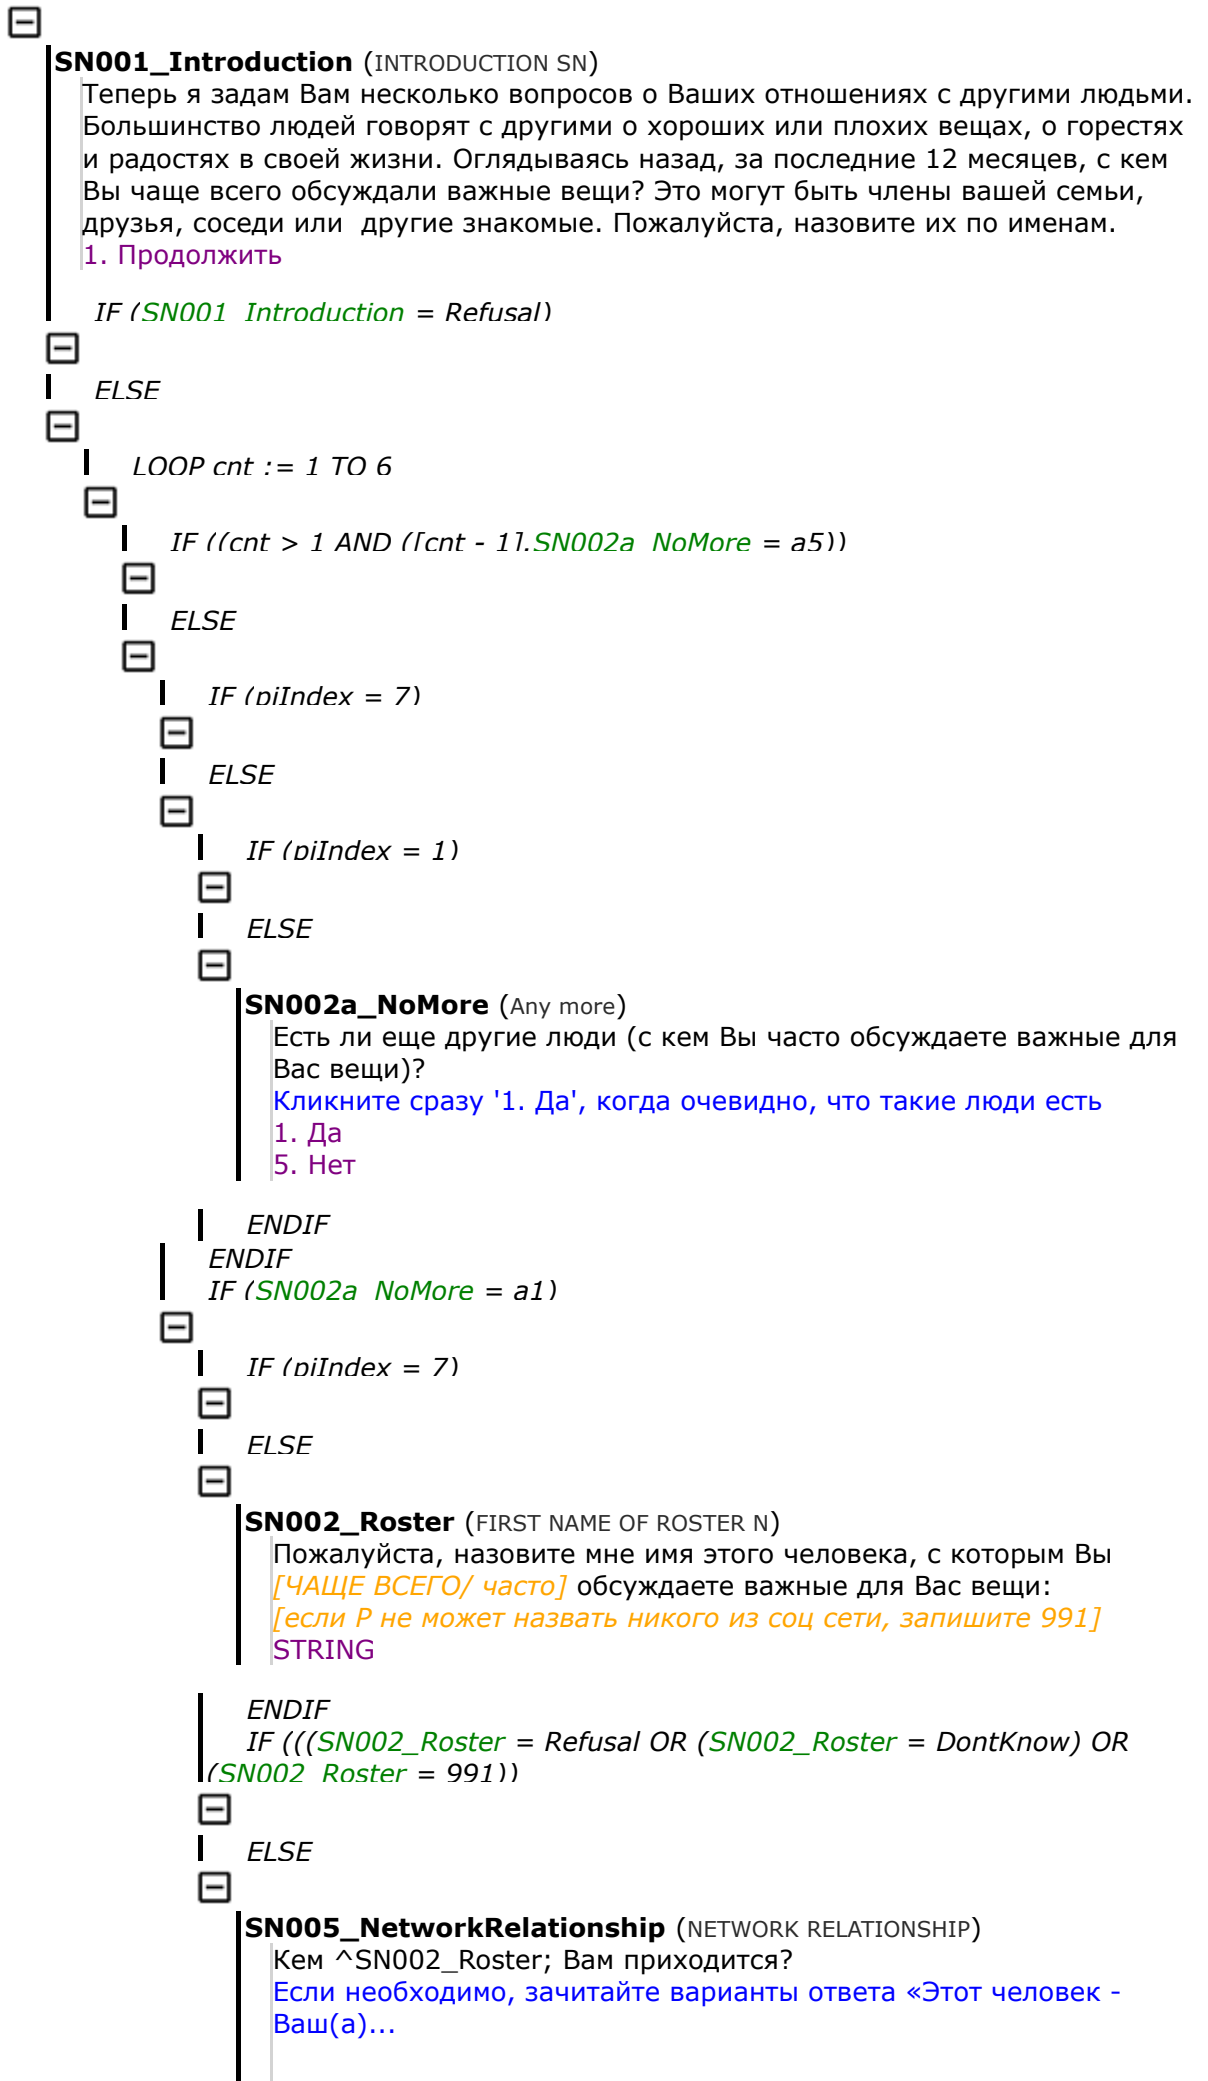 SN001_Introduction (INTRODUCTION SN)
Теперь я задам Вам несколько вопросов о Ваших отношениях с другими людьми.
Большинство людей говорят с другими о хороших или плохих вещах, о горестях
и радостях в своей жизни. Оглядываясь назад, за последние 12 месяцев, с кем
Вы чаще всего обсуждали важные вещи? Это могут быть члены вашей семьи,
друзья, соседи или  другие знакомые. Пожалуйста, назовите их по именам.
1. Продолжить
IF (SN001_Introduction = Refusal)
ELSE
LOOP cnt := 1 TO 6
IF ((cnt > 1 AND ([cnt - 1].SN002a_NoMore = a5))
ELSE
IF (piIndex = 7)
ELSE
IF (piIndex = 1)
ELSE
SN002a_NoMore (Any more)
Есть ли еще другие люди (с кем Вы часто обсуждаете важные для
Вас вещи)?
Кликните сразу '1. Да', когда очевидно, что такие люди есть
1. Да
5. Нет
ENDIF
ENDIF
IF (SN002a_NoMore = a1)
IF (piIndex = 7)
ELSE
SN002_Roster (FIRST NAME OF ROSTER N)
Пожалуйста, назовите мне имя этого человека, с которым Вы
[ЧАЩЕ ВСЕГО/ часто] обсуждаете важные для Вас вещи:
[если Р не может назвать никого из соц сети, запишите 991]
STRING
ENDIF
IF (((SN002_Roster = Refusal OR (SN002_Roster = DontKnow) OR
(SN002_Roster = 991))
ELSE
SN005_NetworkRelationship (NETWORK RELATIONSHIP)
Кем ^SN002_Roster; Вам приходится?
Если необходимо, зачитайте варианты ответа «Этот человек -
Ваш(а)...